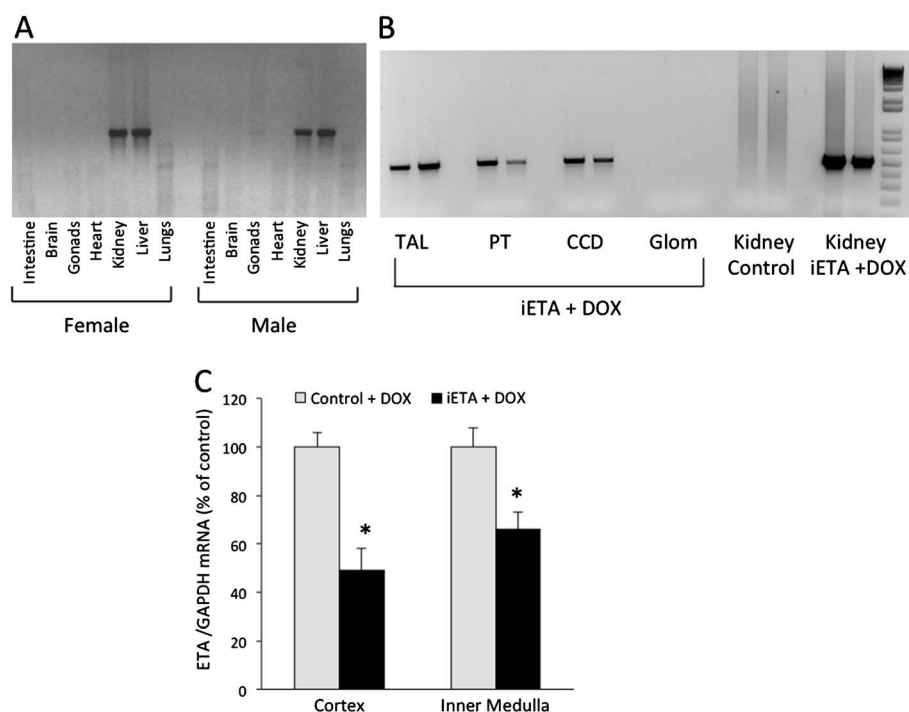 A
Intestine
Brain
Gonads
Heart
Kidney
Liver
Lungs
Intestine
Brain
Gonads
Heart
Kidney
Liver
Lungs
Female
Male
B
TAL
PT
CCD
Glom
Kidney
Control
Kidney
iETA +DOX
iETA + DOX
C
Control + DOX
iETA + DOX
ETA /GAPDH mRNA (% of control)
120
100
80
60
40
20
0
*
*
Cortex
Inner Medulla